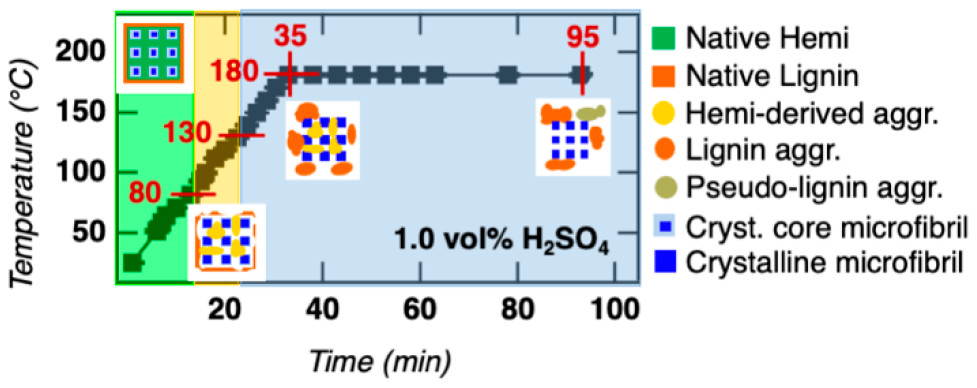 Temperature (°C)
200
150
100
50
35
95
180
130
80
1.0 vol% H₂SO₄
20 40 60 80 100
Time (min)
Native Hemi
Native Lignin
Hemi-derived aggr.
Lignin aggr.
Pseudo-lignin aggr.
Cryst. core microfibril
Crystalline microfibril